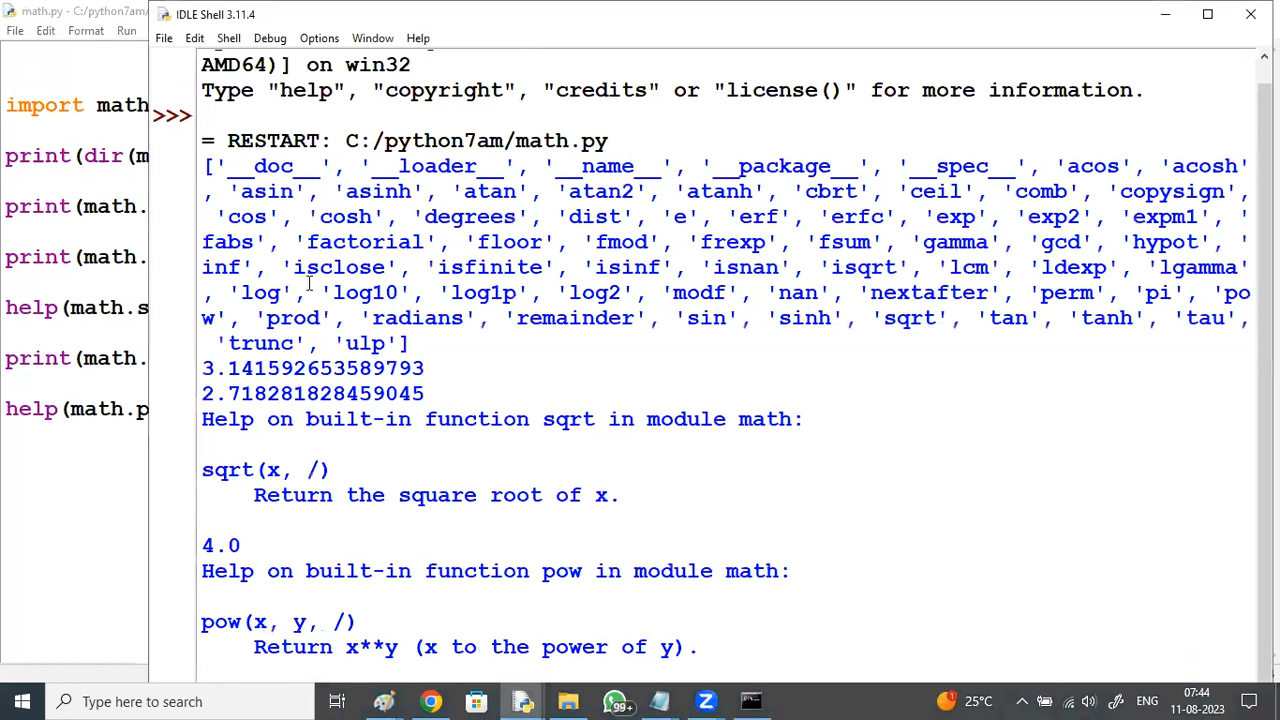 math.py - C:/python7am/
File Edit Format Run
import math
print(dir(m
print(math.
print(math.
help(math.s
print(math.
help(math.p
IDLE Shell 3.11.4
File Edit Shell Debug Options Window Help
AMD64)] on win32
Type "help", "copyright", "credits" or "license()" for more information.
>>>
= RESTART: C:/python7am/math.py
['__doc__', '__loader__', '__name__', '__package__', '__spec__', 'acos', 'acosh'
, 'asin', 'asinh', 'atan', 'atan2', 'atanh', 'cbrt', 'ceil', 'comb', 'copysign',
'cos', 'cosh', 'degrees', 'dist', 'e', 'erf', 'erfc', 'exp', 'exp2', 'expm1', '
fabs', 'factorial', 'floor', 'fmod', 'frexp', 'fsum', 'gamma', 'gcd', 'hypot', '
inf', 'isclose', 'isfinite', 'isinf', 'isnan', 'isqrt', 'lcm', 'ldexp', 'lgamma'
, 'log', 'log10', 'log1p', 'log2', 'modf', 'nan', 'nextafter', 'perm', 'pi', 'po
w', 'prod', 'radians', 'remainder', 'sin', 'sinh', 'sqrt', 'tan', 'tanh', 'tau',
'trunc', 'ulp']
3.141592653589793
2.718281828459045
Help on built-in function sqrt in module math:
sqrt(x, /)
Return the square root of x.
4.0
Help on built-in function pow in module math:
pow(x, y, /)
Return x**y (x to the power of y).
Type here to search
99+
1
25°C
ENG
07:44
11-08-2023